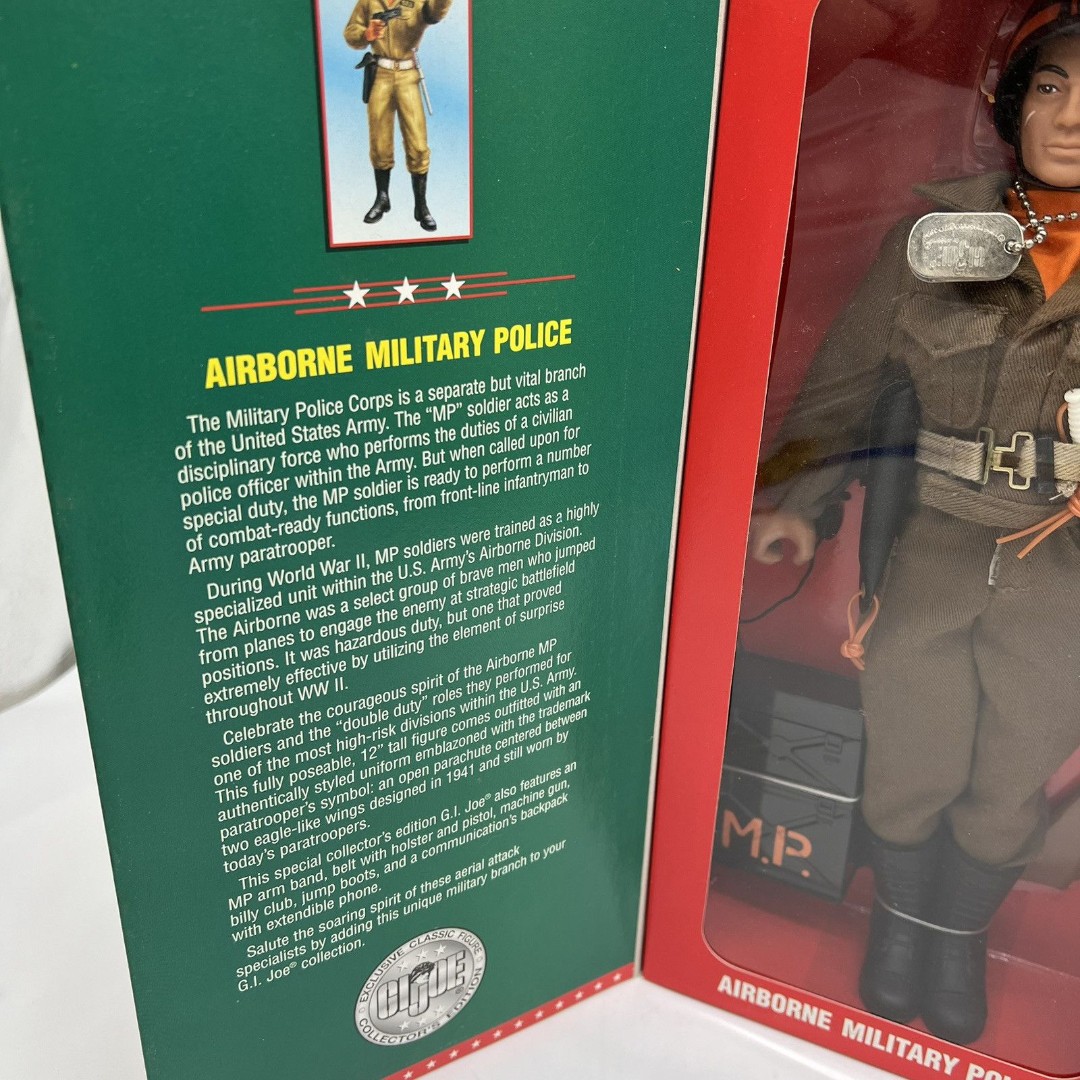 AIRBORNE MILITARY POLICE
The Military Police Corps is a separate but vital branch
of the United States Army. The “MP” soldier acts as a
disciplinary force who performs the duties of a civilian
police officer within the Army. But when called upon for
special duty, the MP soldier is ready to perform a number
of combat-ready functions, from front-line infantryman to
Army paratrooper.
During World War II, MP soldiers were trained as a highly
specialized unit within the U.S. Army's Airborne Division.
The Airborne was a select group of brave men who jumped
from planes to engage the enemy at strategic battlefield
positions. It was hazardous duty, but one that proved
extremely effective by utilizing the element of surprise
throughout WW II.
Celebrate the courageous spirit of the Airborne MP
soldiers and the “double duty” roles they performed for
one of the most high-risk divisions within the U.S. Army.
This fully poseable, 12” tall figure comes outfitted with an
authentically styled uniform emblazoned with the trademark
paratrooper's symbol: an open parachute centered between
two eagle-like wings designed in 1941 and still worn by
today's paratroopers.
This special collector's edition G.I. Joe® also features an
MP arm band, belt with holster and pistol, machine gun,
billy club, jump boots, and a communication's backpack
with extendible phone.
Salute the soaring spirit of these aerial attack
specialists by adding this unique military branch to your
G.I. Joe® collection.
EXCLUSIVE CLASSIC FIGURE
GIJOE
COLLECTOR'S EDITION
M.P.
AIRBORNE MILITARY